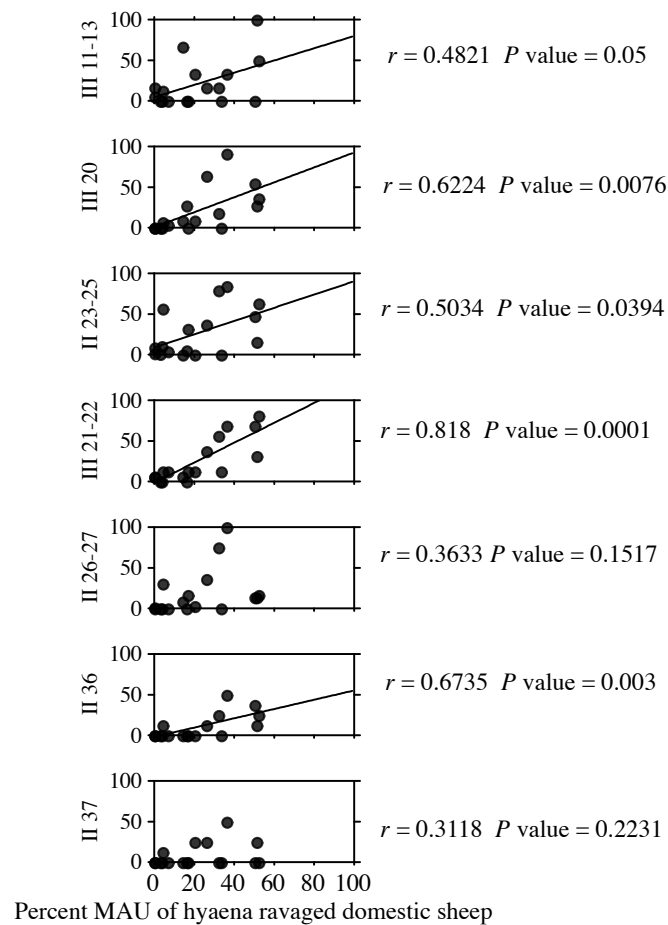 III 11-13
100
50
0
r = 0.4821 P value = 0.05
III 20
100
50
0
r = 0.6224 P value = 0.0076
II 23-25
100
50
0
r = 0.5034 P value = 0.0394
III 21-22
100
50
0
r = 0.818 P value = 0.0001
II 26-27
100
50
0
r = 0.3633 P value = 0.1517
II 36
100
50
0
r = 0.6735 P value = 0.003
II 37
100
50
0
r = 0.3118 P value = 0.2231
0 20 40 60 80 100
Percent MAU of hyaena ravaged domestic sheep